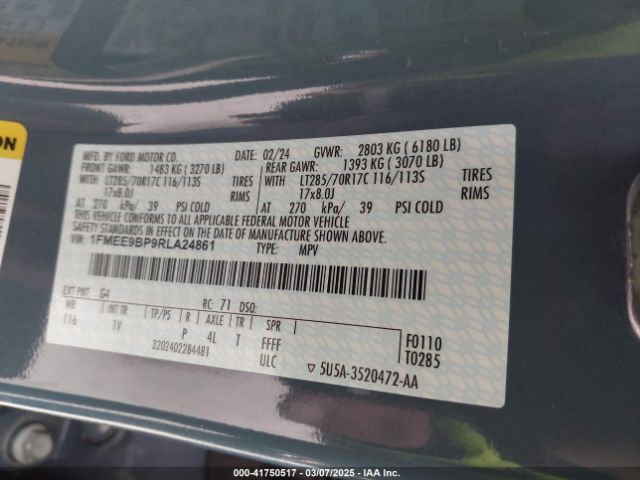 ON
MFD. BY FORD MOTOR CO. DATE: 02/24 GVWR: 2803 KG ( 6180 LB)
FRONT GAWR: 1483 KG ( 3270 LB) REAR GAWR: 1393 KG ( 3070 LB)
WITH LT285/70R17C 116/113S TIRES WITH LT285/70R17C 116/113S TIRES
17x8.0J RIMS 17x8.0J RIMS
AT 270 kPa/ 39 PSI COLD AT 270 kPa/ 39 PSI COLD
THIS VEHICLE CONFORMS TO ALL APPLICABLE FEDERAL MOTOR VEHICLE
SAFETY STANDARDS IN EFFECT ON THE DATE OF MANUFACTURE SHOWN ABOVE.
VIN: 1FMEE9BP9RLA24861 TYPE: MPV
EXT PNT: G4 RC: 71 DSO:
WB INT TR TP/PS R AXLE TR SPR
116 TV P 4L T FFFF
3202402284481 ULC
F0110
T0285
▽ 5U5A-3520472-AA
00-41750517 — 03/07/2025 — IAA Inc.